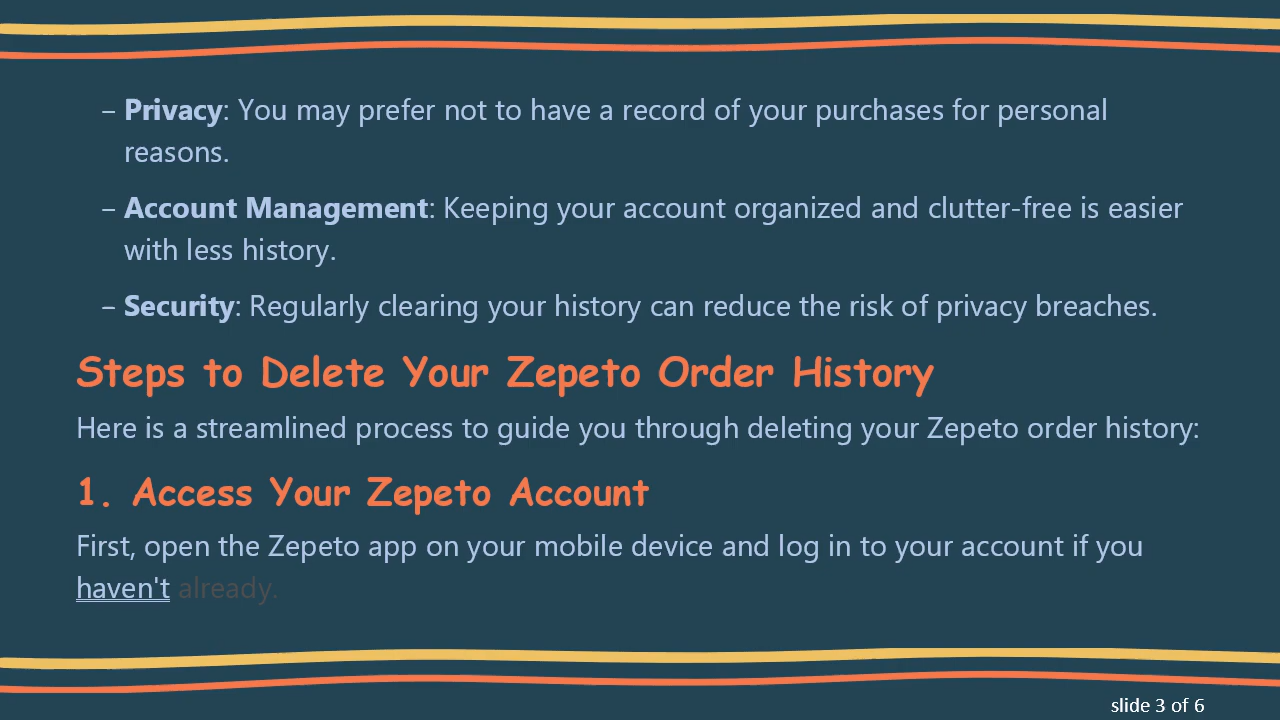 – Privacy: You may prefer not to have a record of your purchases for personal
reasons.
– Account Management: Keeping your account organized and clutter-free is easier
with less history.
– Security: Regularly clearing your history can reduce the risk of privacy breaches.
Steps to Delete Your Zepeto Order History
Here is a streamlined process to guide you through deleting your Zepeto order history:
1. Access Your Zepeto Account
First, open the Zepeto app on your mobile device and log in to your account if you
haven't already.
slide 3 of 6